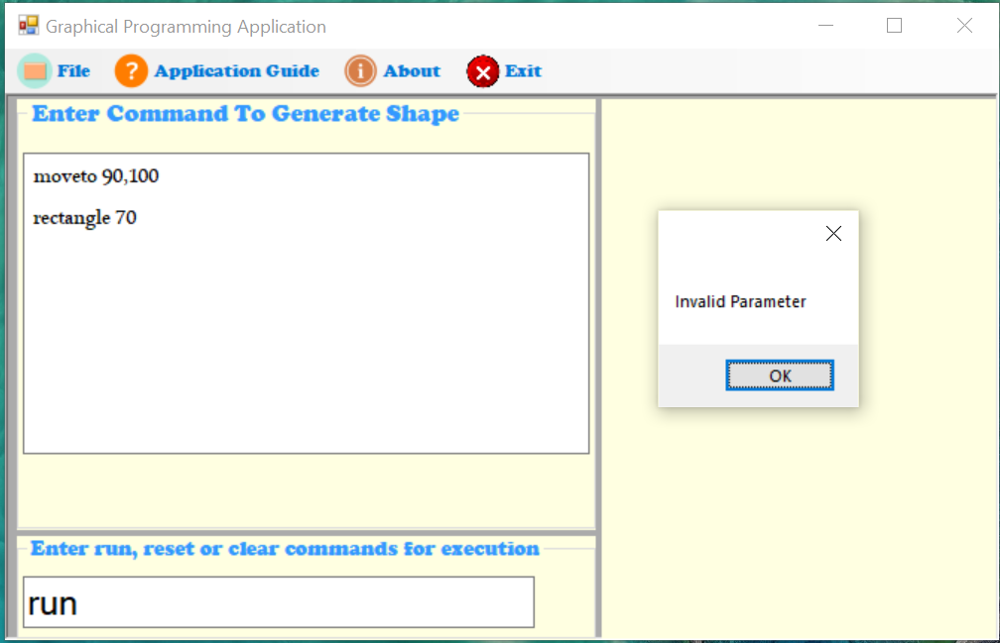 Graphical Programming Application
File Application Guide About Exit
Enter Command To Generate Shape
moveto 90,100
rectangle 70
Invalid Parameter
OK
Enter run, reset or clear commands for execution
run